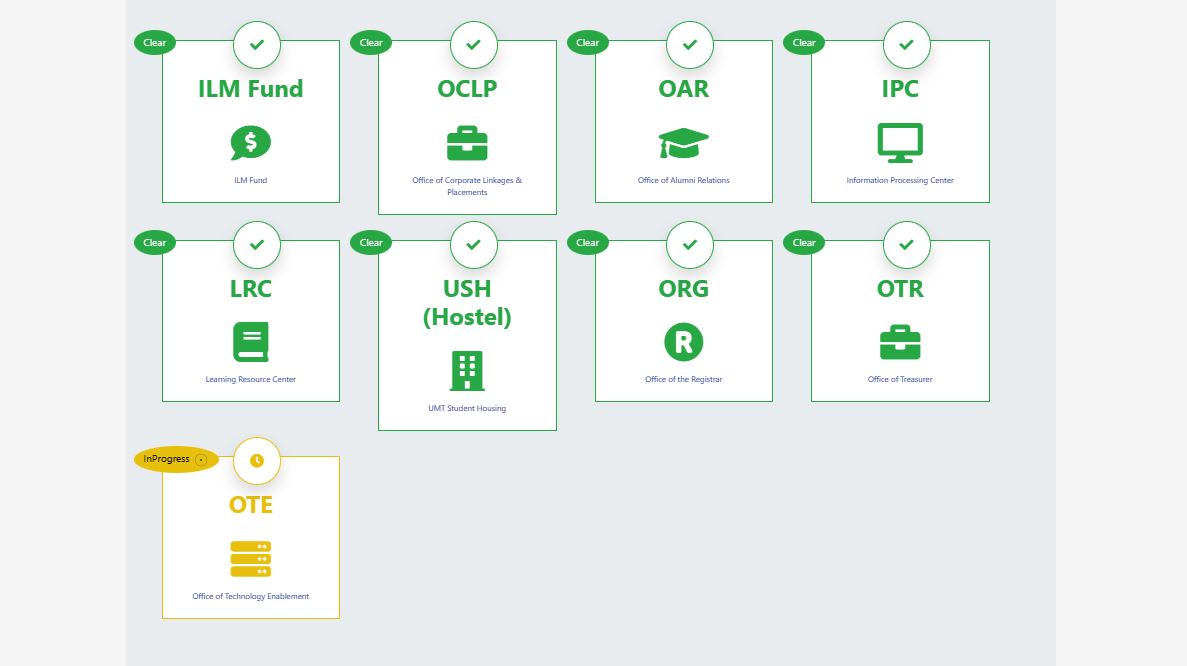 Clear
ILM Fund
ILM Fund
Clear
OCLP
Office of Corporate Linkages &
Placements
Clear
OAR
Office of Alumni Relations
Clear
IPC
Information Processing Center
Clear
LRC
Learning Resource Center
Clear
USH
(Hostel)
UMT Student Housing
Clear
ORG
R
Office of the Registrar
Clear
OTR
Office of Treasurer
InProgress
OTE
Office of Technology Enablement